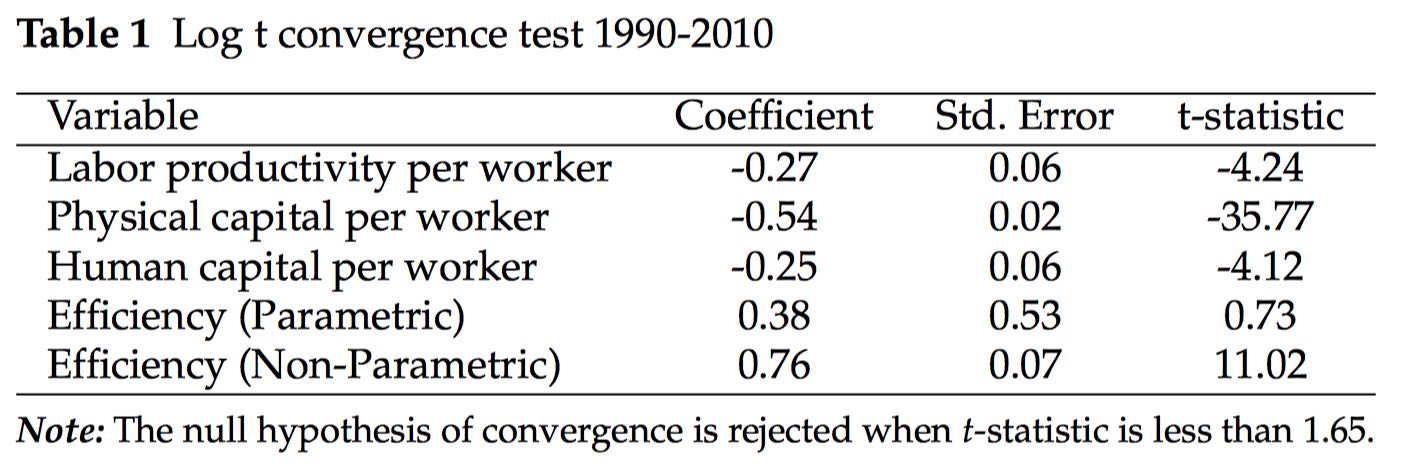 Table 1 Log t convergence test 1990-2010
Variable Coefficient Std. Error t-statistic
Labor productivity per worker -0.27 0.06 -4.24
Physical capital per worker -0.54 0.02 -35.77
Human capital per worker -0.25 0.06 -4.12
Efficiency (Parametric) 0.38 0.53 0.73
Efficiency (Non-Parametric) 0.76 0.07 11.02
Note: The null hypothesis of convergence is rejected when t-statistic is less than 1.65.